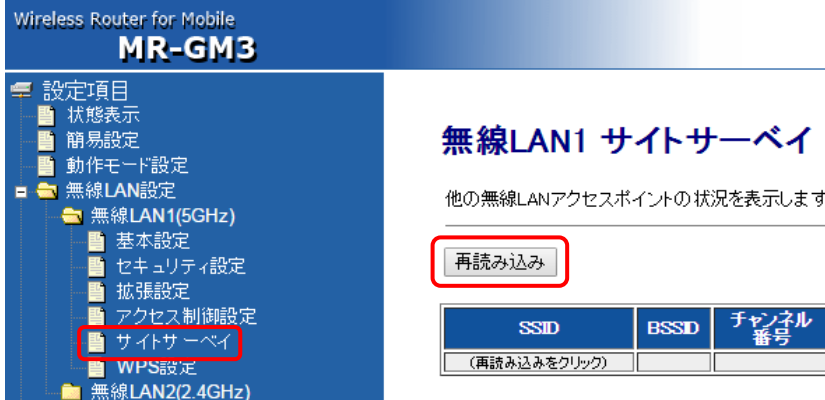 Wireless Router for Mobile
MR-GM3
設定項目
状態表示
簡易設定
動作モード設定
無線LAN設定
無線LAN1(5GHz)
基本設定
セキュリティ設定
拡張設定
アクセス制御設定
サイトサーベイ
WPS設定
無線LAN2(2.4GHz)
無線LAN1 サイトサーベイ
他の無線LANアクセスポイントの状況を表示します
再読み込み
SSID BSSID チャンネル
番号
(再読み込みをクリック)